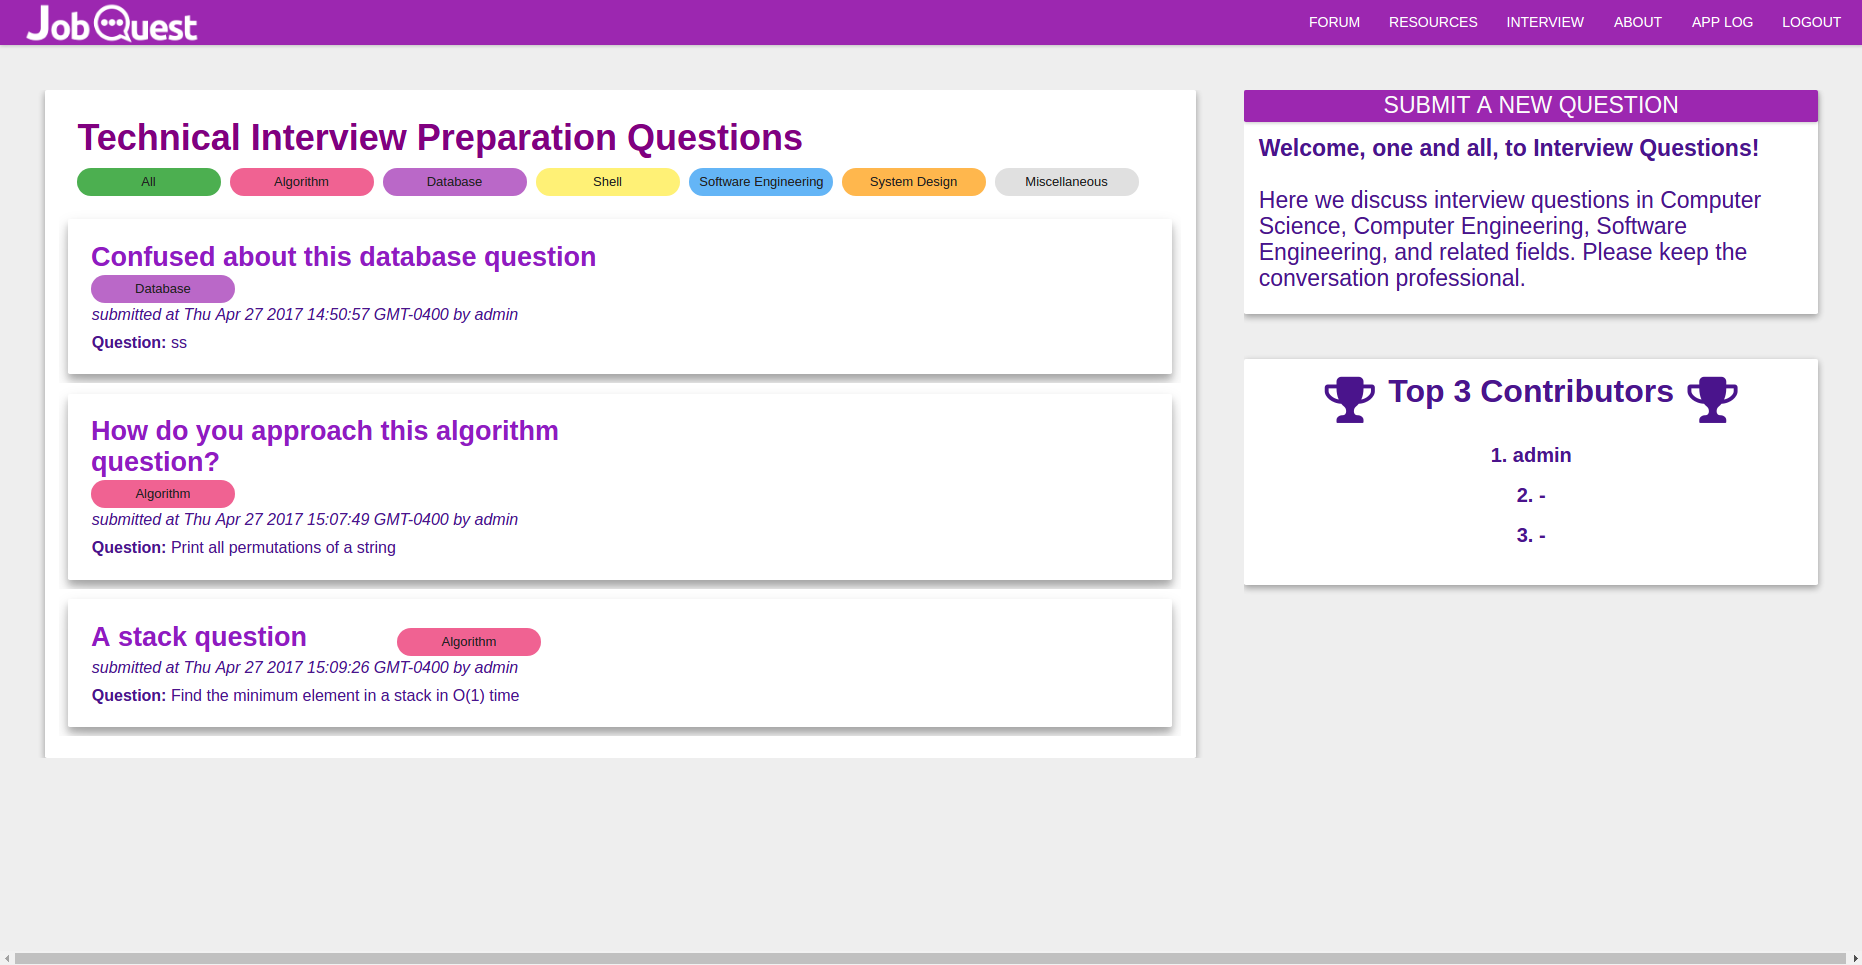 JobQuest
FORUM RESOURCES INTERVIEW ABOUT APP LOG LOGOUT
Technical Interview Preparation Questions
All Algorithm Database Shell Software Engineering System Design Miscellaneous
Confused about this database question
Database
submitted at Thu Apr 27 2017 14:50:57 GMT-0400 by admin
Question: ss
How do you approach this algorithm
question?
Algorithm
submitted at Thu Apr 27 2017 15:07:49 GMT-0400 by admin
Question: Print all permutations of a string
A stack question Algorithm
submitted at Thu Apr 27 2017 15:09:26 GMT-0400 by admin
Question: Find the minimum element in a stack in O(1) time
SUBMIT A NEW QUESTION
Welcome, one and all, to Interview Questions!
Here we discuss interview questions in Computer
Science, Computer Engineering, Software
Engineering, and related fields. Please keep the
conversation professional.
Top 3 Contributors
1. admin
2. -
3. -